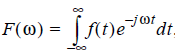 F(ω) = ∫_{-∞}^{∞} f(t)e^{-jωt} dt.